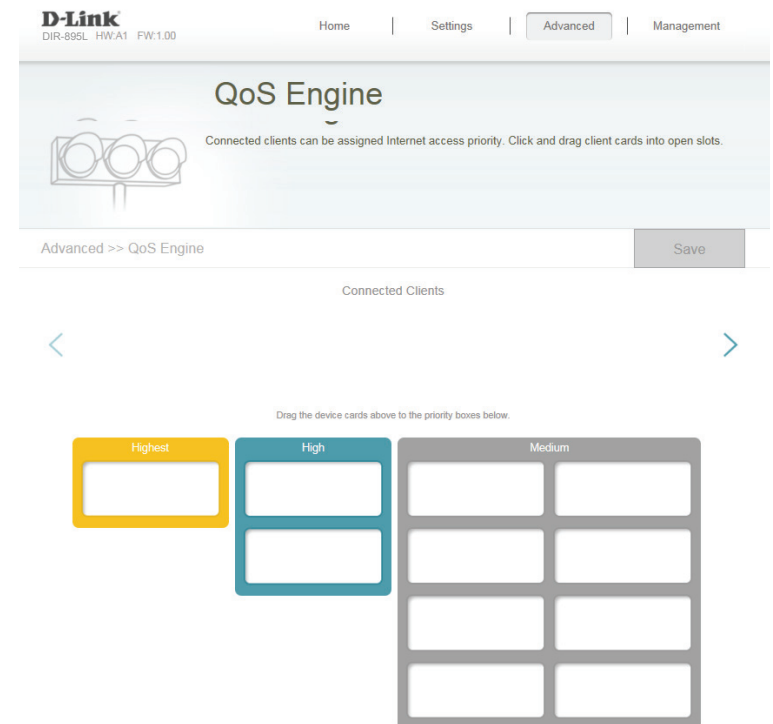 D-Link
DIR-895L HW:A1 FW:1.00
Home
Settings
Advanced
Management
QoS Engine
Connected clients can be assigned Internet access priority. Click and drag client cards into open slots.
Advanced >> QoS Engine
Save
Connected Clients
Drag the device cards above to the priority boxes below.
Highest
High
Medium